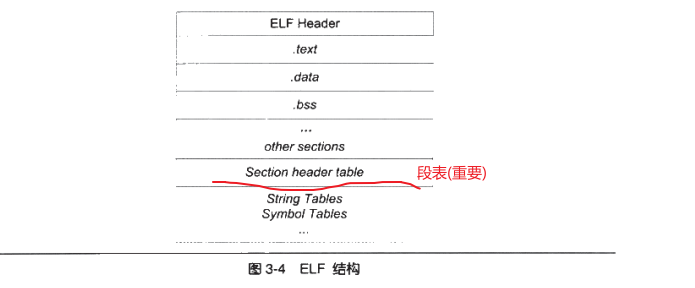 ELF Header
.text
.data
.bss
...
other sections
Section header table
段表(重要)
String Tables
Symbol Tables
...
图 3-4 ELF 结构